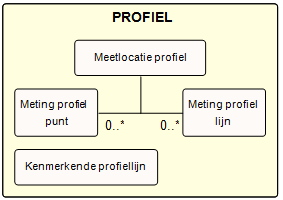 PROFIEL
Meetlocatie profiel
Meting profiel
punt
Meting profiel
lijn
0..*
0..*
Kenmerkende profiellijn